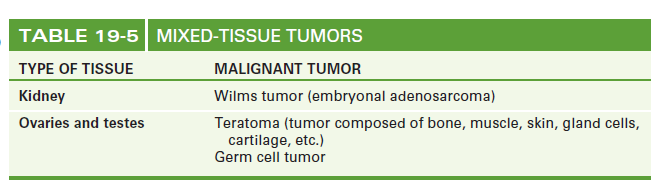 TABLE 19-5 MIXED-TISSUE TUMORS
TYPE OF TISSUE MALIGNANT TUMOR
Kidney Wilms tumor (embryonal adenosarcoma)
Ovaries and testes Teratoma (tumor composed of bone, muscle, skin, gland cells,
cartilage, etc.)
Germ cell tumor